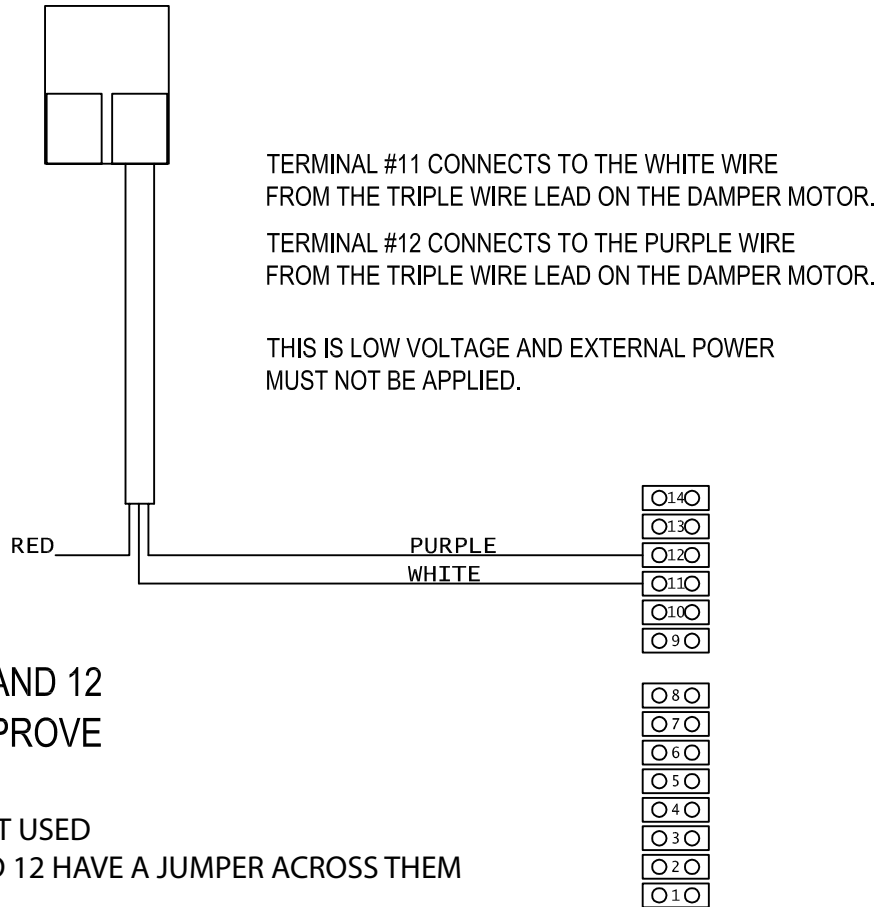 TERMINAL #11 CONNECTS TO THE WHITE WIRE
FROM THE TRIPLE WIRE LEAD ON THE DAMPER MOTOR.
TERMINAL #12 CONNECTS TO THE PURPLE WIRE
FROM THE TRIPLE WIRE LEAD ON THE DAMPER MOTOR.
THIS IS LOW VOLTAGE AND EXTERNAL POWER
MUST NOT BE APPLIED.
14
13
RED PURPLE 12
WHITE 11
10
9
AND 12
PROVE
8
7
6
5
T USED
4
3
D 12 HAVE A JUMPER ACROSS THEM
2
1